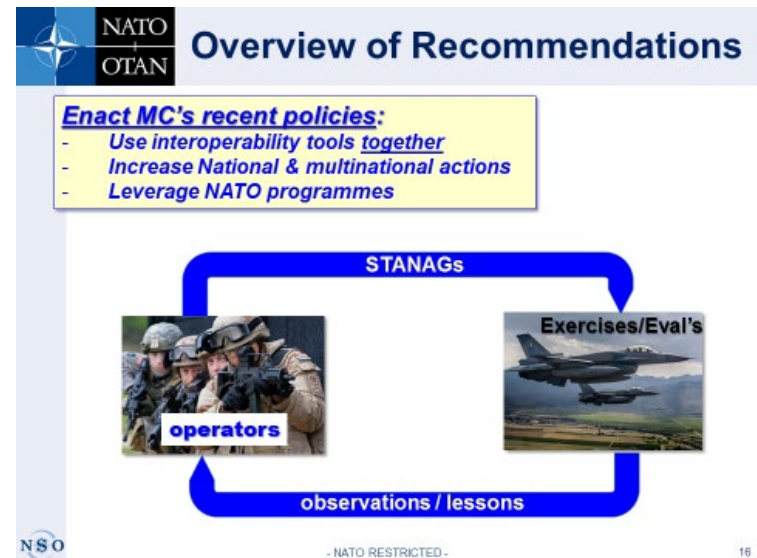 NATO
OTAN
Overview of Recommendations
Enact MC's recent policies:
- Use interoperability tools together
- Increase National & multinational actions
- Leverage NATO programmes
STANAGs
Exercises/Eval's
operators
observations / lessons
NSO
- NATO RESTRICTED -
16